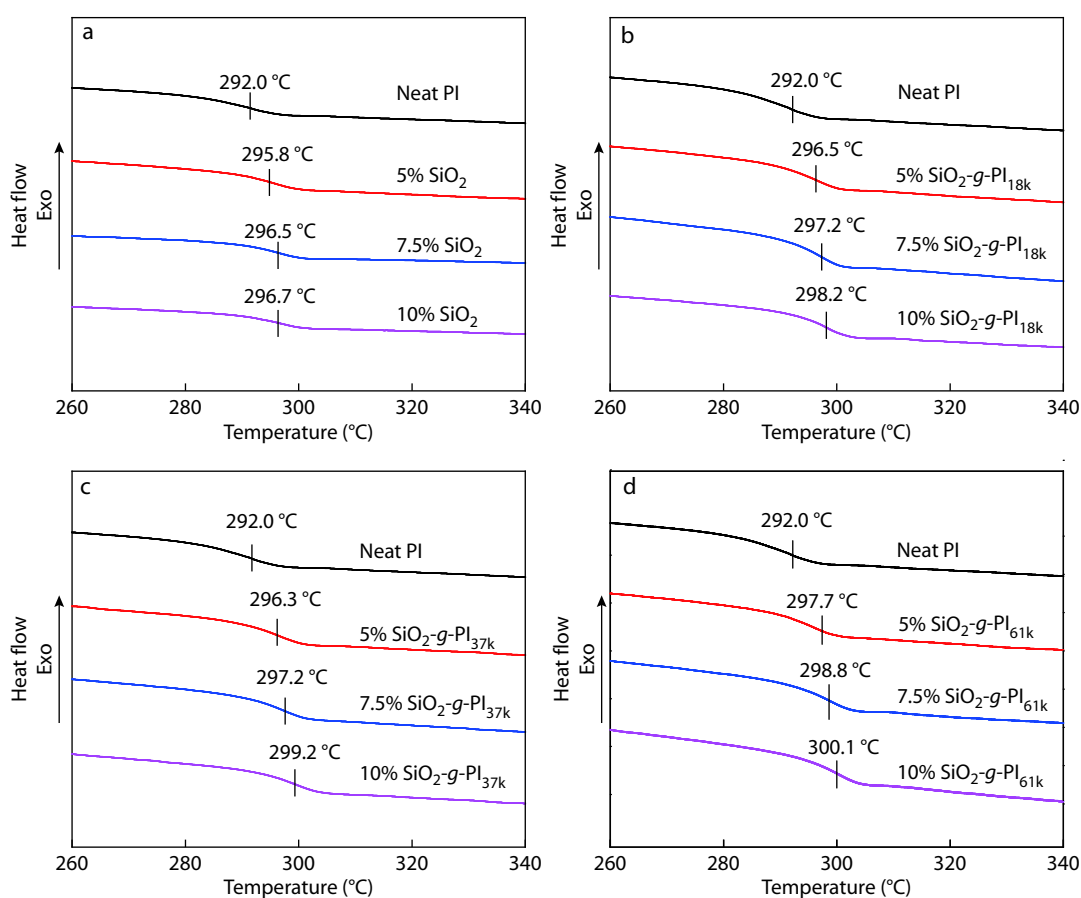 a
292.0 °C
Neat PI
295.8 °C
5% SiO₂
296.5 °C
7.5% SiO₂
296.7 °C
10% SiO₂
Heat flow
Exo
260 280 300 320 340
Temperature (°C)
b
292.0 °C
Neat PI
296.5 °C
5% SiO₂-g-PI₁₈ₖ
297.2 °C
7.5% SiO₂-g-PI₁₈ₖ
298.2 °C
10% SiO₂-g-PI₁₈ₖ
Heat flow
Exo
260 280 300 320 340
Temperature (°C)
c
292.0 °C
Neat PI
296.3 °C
5% SiO₂-g-PI₃₇ₖ
297.2 °C
7.5% SiO₂-g-PI₃₇ₖ
299.2 °C
10% SiO₂-g-PI₃₇ₖ
Heat flow
Exo
260 280 300 320 340
Temperature (°C)
d
292.0 °C
Neat PI
297.7 °C
5% SiO₂-g-PI₆₁ₖ
298.8 °C
7.5% SiO₂-g-PI₆₁ₖ
300.1 °C
10% SiO₂-g-PI₆₁ₖ
Heat flow
Exo
260 280 300 320 340
Temperature (°C)